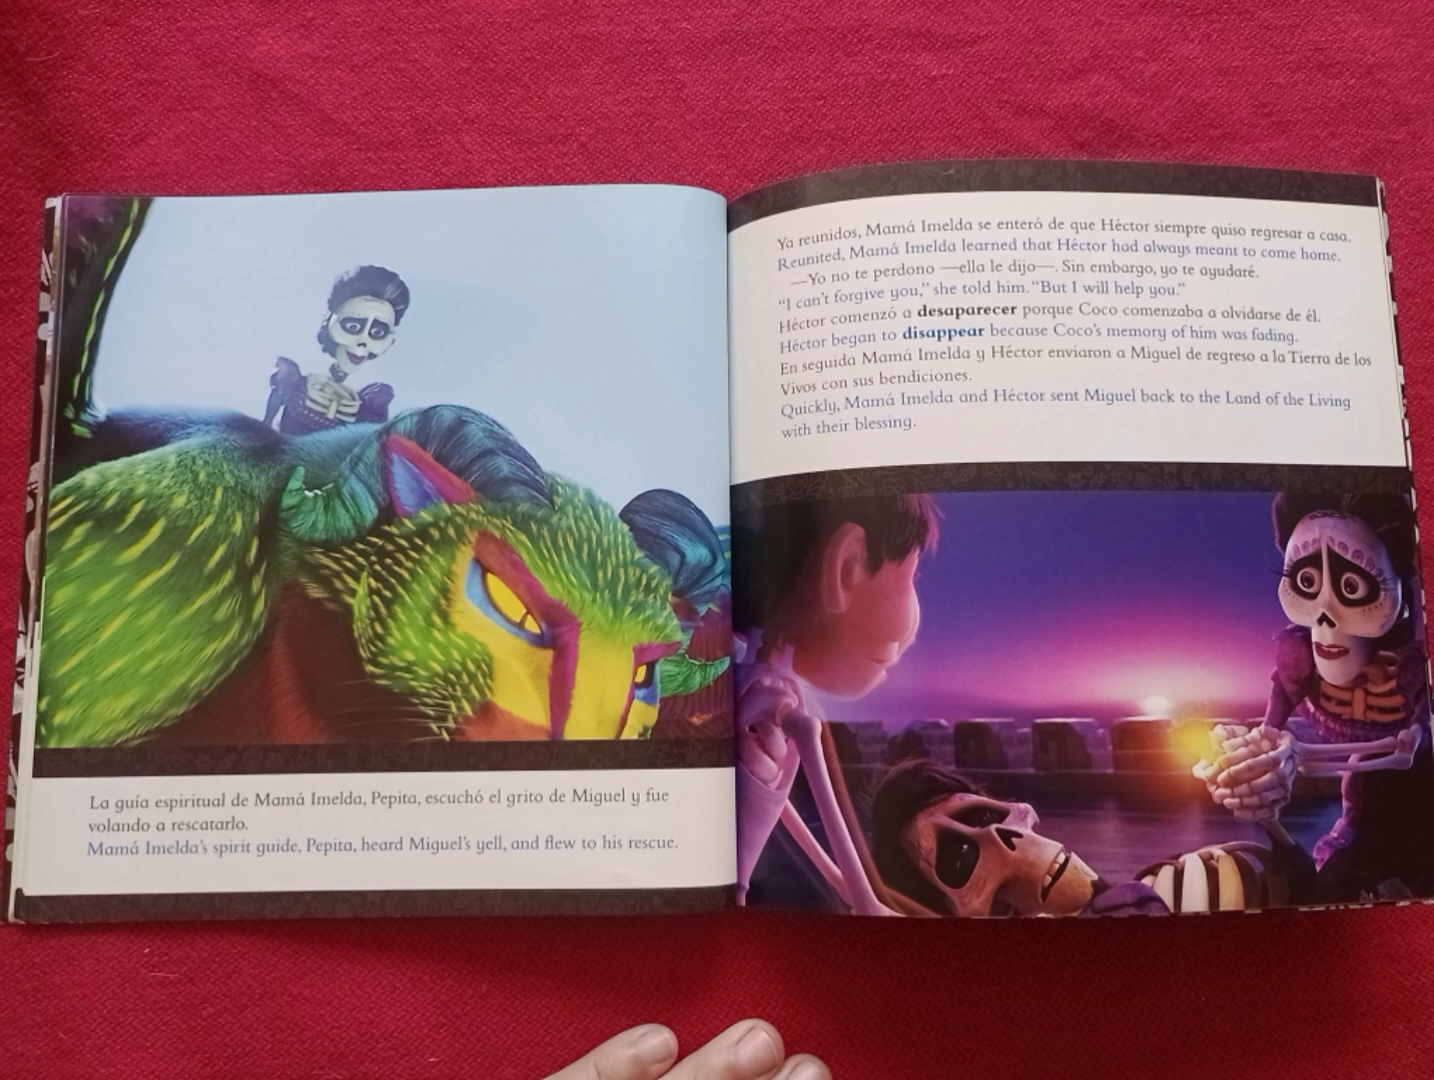 La guía espiritual de Mamá Imelda, Pepita, escuchó el grito de Miguel y fue
volando a rescatarlo.
Mamá Imelda's spirit guide, Pepita, heard Miguel's yell, and flew to his rescue.
Ya reunidos, Mamá Imelda se enteró de que Héctor siempre quiso regresar a casa.
Reunited, Mamá Imelda learned that Héctor had always meant to come home.
—Yo no te perdono —ella le dijo—. Sin embargo, yo te ayudaré.
"I can't forgive you," she told him. "But I will help you."
Héctor comenzó a desaparecer porque Coco comenzaba a olvidarse de él.
Héctor began to disappear because Coco's memory of him was fading.
En seguida Mamá Imelda y Héctor enviaron a Miguel de regreso a la Tierra de los
Vivos con sus bendiciones.
Quickly, Mamá Imelda and Héctor sent Miguel back to the Land of the Living
with their blessing.